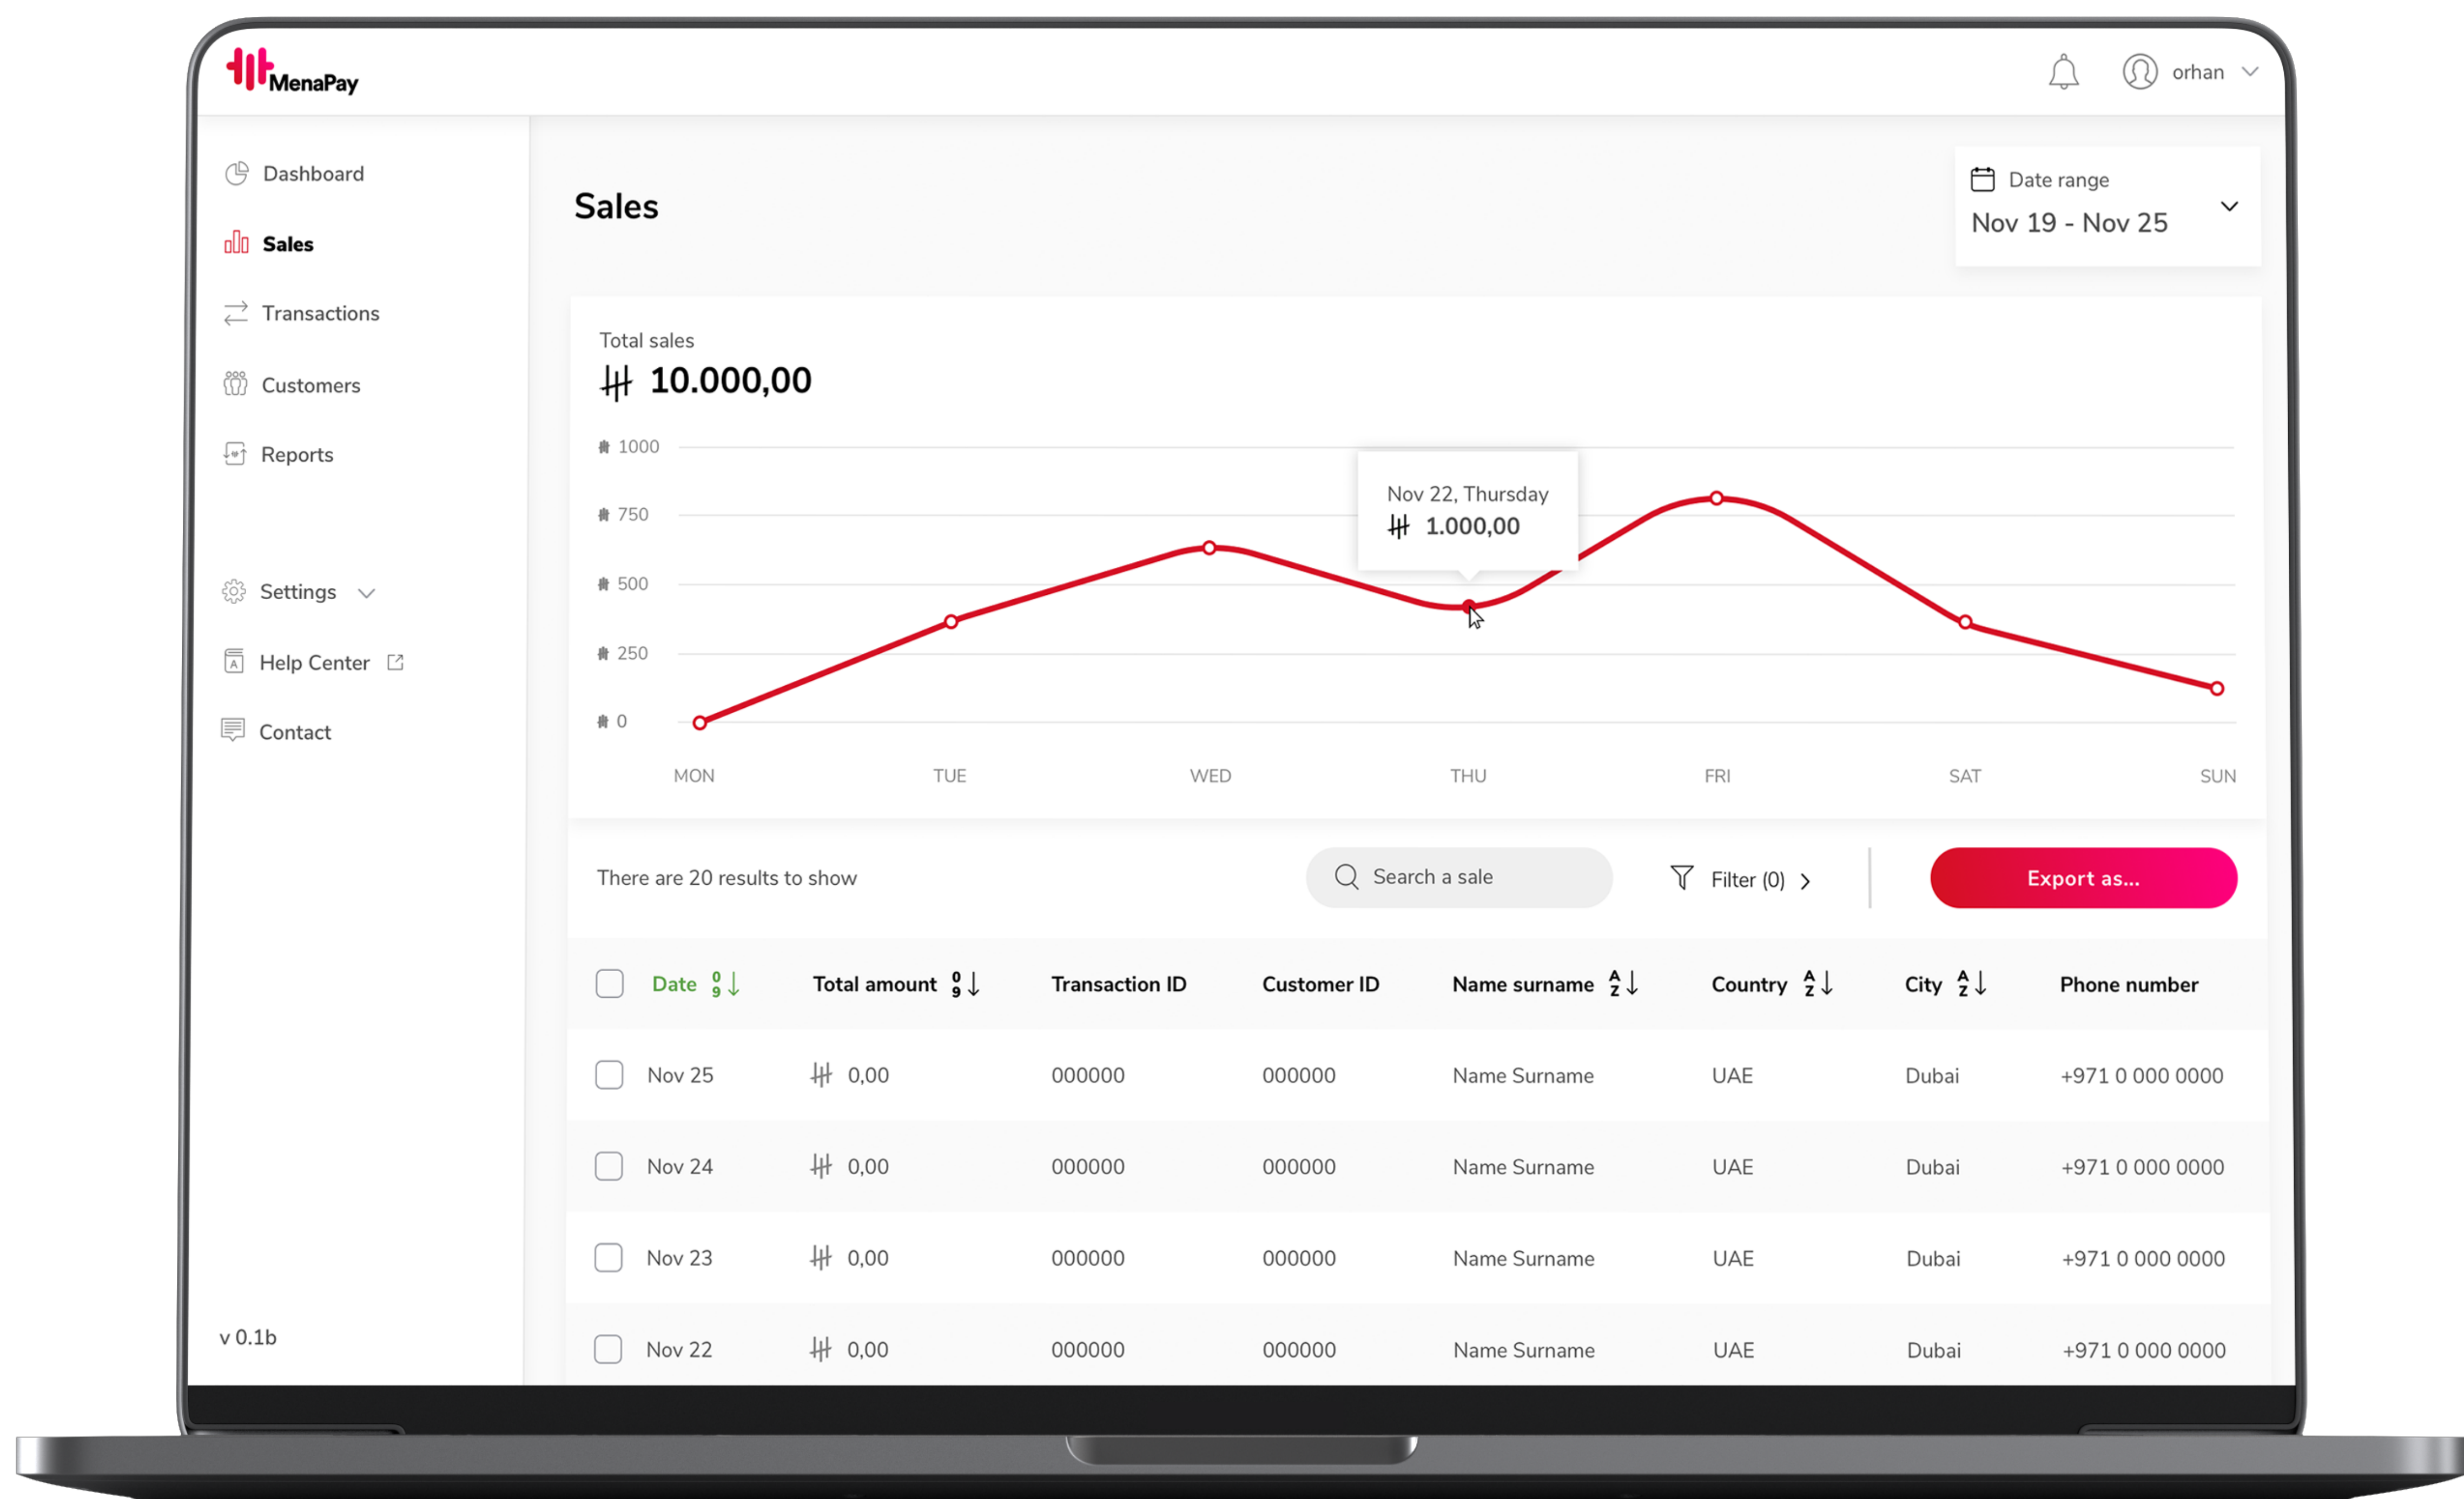 MenaPay
orhan
Dashboard
Sales
Transactions
Customers
Reports
Settings
Help Center
Contact
v 0.1b
Sales
Date range
Nov 19 - Nov 25
Total sales
10.000,00
1000
750
500
250
0
Nov 22, Thursday
1.000,00
MON TUE WED THU FRI SAT SUN
There are 20 results to show
Search a sale
Filter (0)
Export as...
Date 09 Total amount 09 Transaction ID Customer ID Name surname AZ Country AZ City AZ Phone number
Nov 25 0,00 000000 000000 Name Surname UAE Dubai +971 0 000 0000
Nov 24 0,00 000000 000000 Name Surname UAE Dubai +971 0 000 0000
Nov 23 0,00 000000 000000 Name Surname UAE Dubai +971 0 000 0000
Nov 22 0,00 000000 000000 Name Surname UAE Dubai +971 0 000 0000